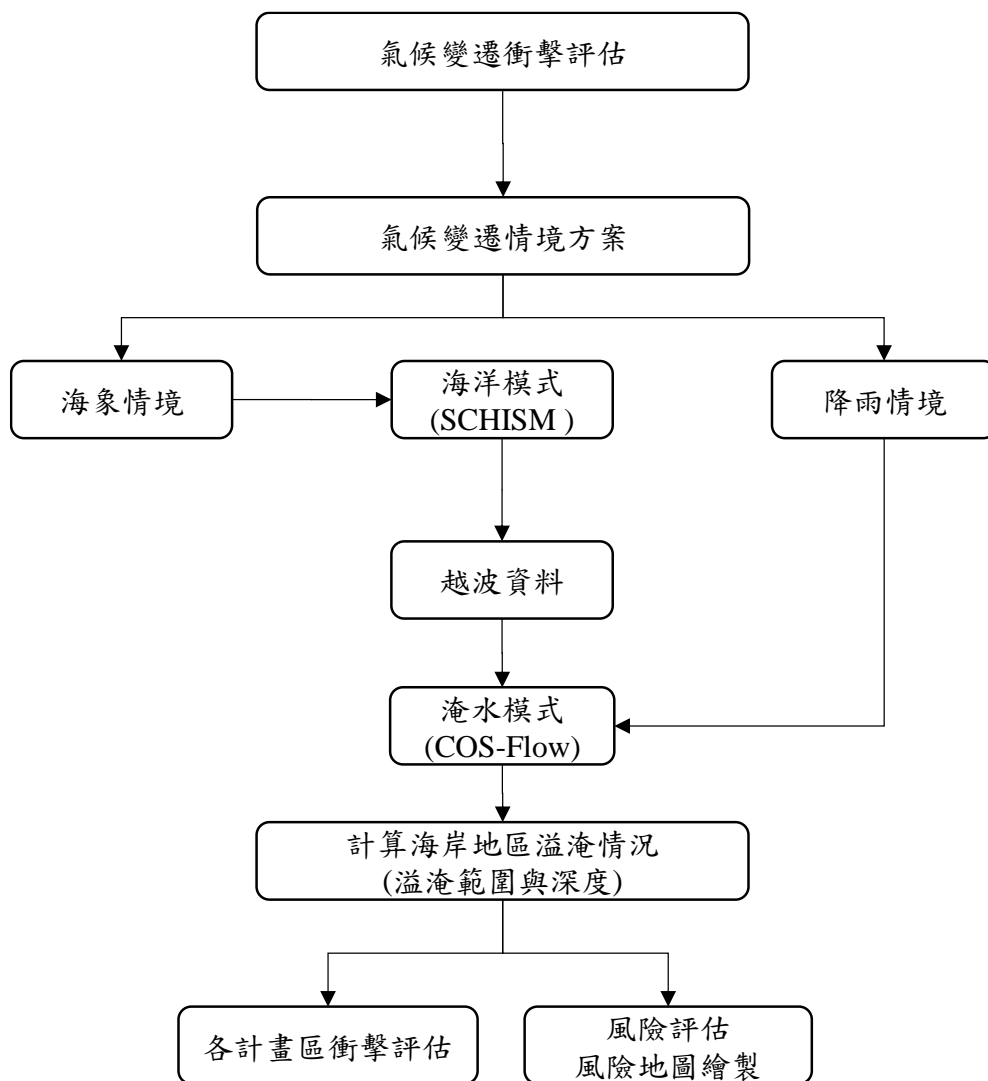 氣候變遷衝擊評估
氣候變遷情境方案
海象情境
海洋模式
(SCHISM )
降雨情境
越波資料
淹水模式
(COS-Flow)
計算海岸地區溢淹情況
(溢淹範圍與深度)
各計畫區衝擊評估
風險評估
風險地圖繪製